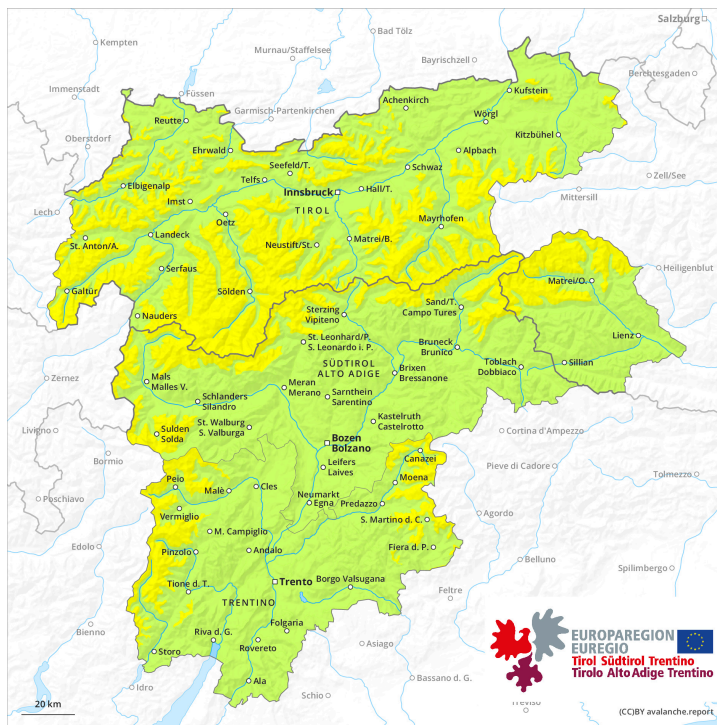 Salzburg
Kempten
Bad Tölz
Murnau/Staffelsee
Bayrischzell
Berchtesgaden
Immenstadt
Füssen
Garmisch-Partenkirchen
Achenkirch
Kufstein
Reutte
Wörgl
Oberstdorf
Ehrwald
Kitzbühel
Seefeld/T.
Alpbach
Telfs
Schwaz
Zell/See
Elbigenalp
Innsbruck
Hall/T.
Mittersill
Imst
TIROL
Lech
Oetz
Mayrhofen
St. Anton/A.
Landeck
Neustift/St.
Matrei/B.
Serfaus
Heiligenblut
Galtür
Sölden
Matrei/O.
Nauders
Sterzing
Vipiteno
Sand/T.
Campo Tures
Lienz
St. Leonhard/P.
S. Leonardo i. P.
Bruneck
Brunico
SÜDTIROL
ALTO ADIGE
Toblach
Dobbiaco
Sillian
Zernez
Mals
Malles V.
Brixen
Bressanone
Meran
Merano
Sarnthein
Sarentino
Schlanders
Silandro
Kastelruth
Castelrotto
Livigno
St. Walburg
S. Valburga
Sulden
Solda
Bozen
Bolzano
Cortina d'Ampezzo
Canazei
Bormio
Leifers
Laives
Pieve di Cadore
Tolmezzo
Peio
Moena
Poschiavo
Malè
Cles
Neumarkt
Egna
Predazzo
Vermiglio
Agordo
S. Martino d. C.
M. Campiglio
Edolo
Pinzolo
Andalo
Fiera d. P.
Belluno
Spilimbergo
Tione d. T.
Trento
Borgo Valsugana
Feltre
TRENTINO
Bienno
Riva d. G.
Folgaria
Rovereto
Asiago
Storo
Bassano d. G.
Idro
Ala
Schio
Treviso
EUROPAREGION
EUREGIO
Tirol Südtirol Trentino
Tirolo Alto Adige Trentino
20 km
(CC)BY avalanche.report